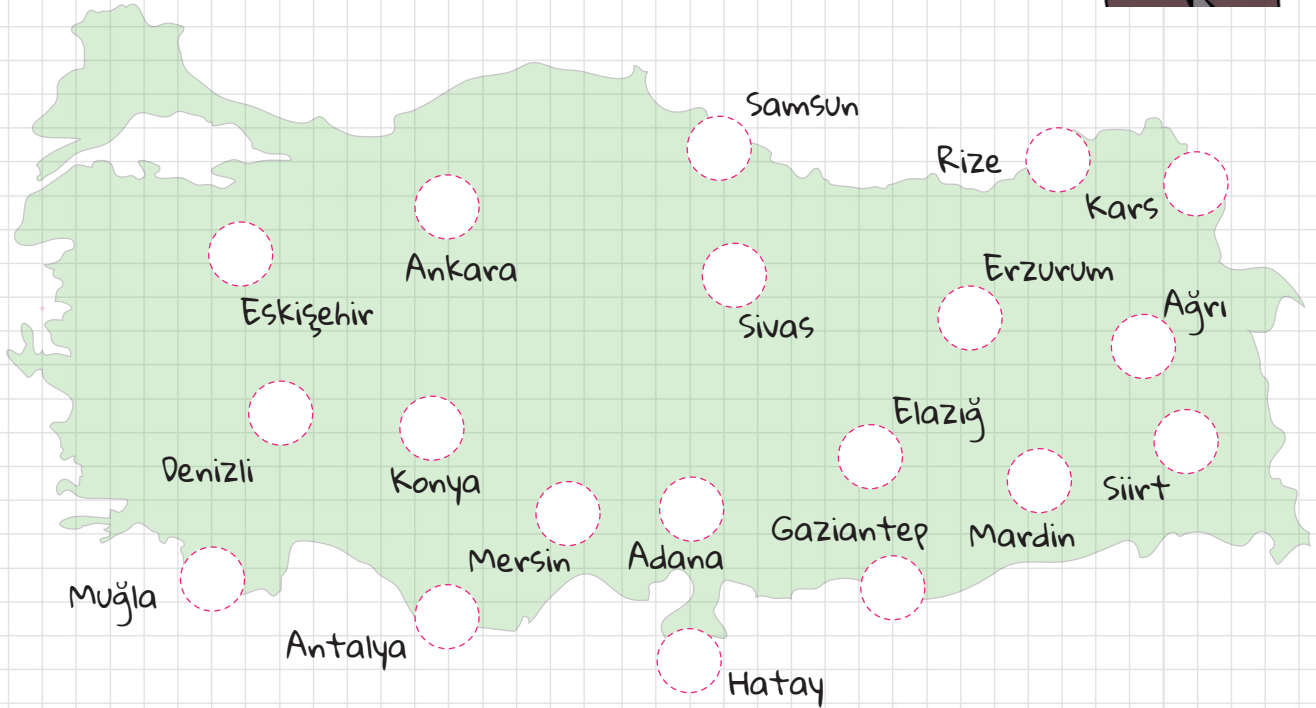 Samsun
Rize
Kars
Ankara
Erzurum
Eskişehir
Sivas
Ağrı
Elazığ
Denizli
Konya
Siirt
Gaziantep
Mardin
Mersin
Adana
Muğla
Antalya
Hatay